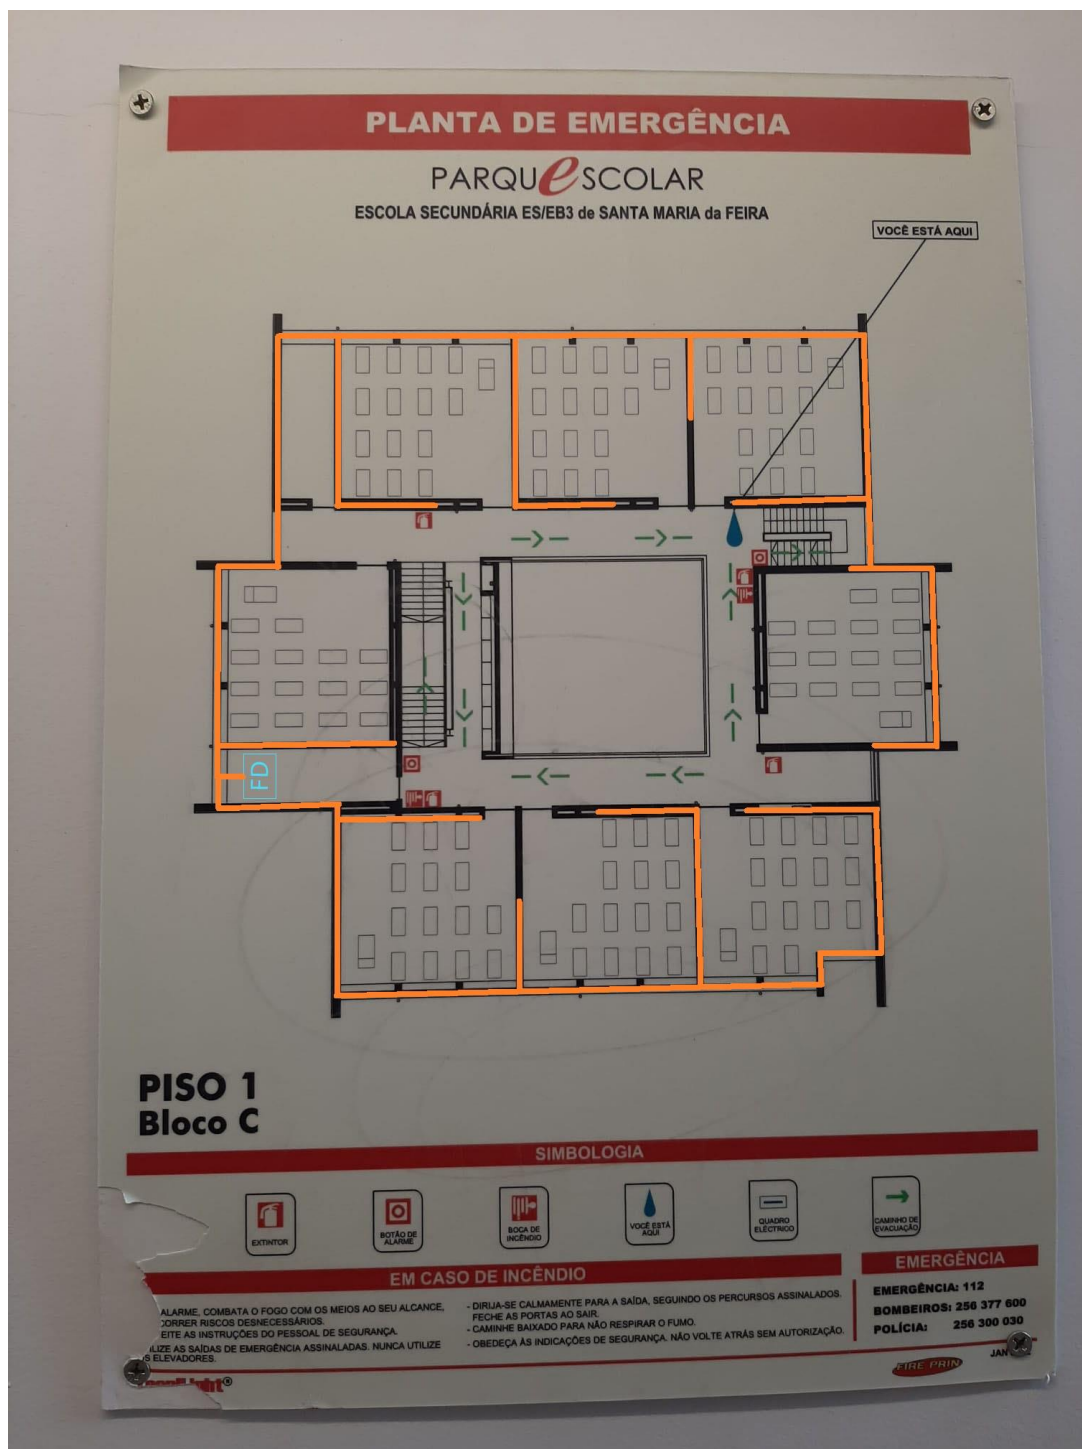 PLANTA DE EMERGÊNCIA
PARQUeSCOLAR
ESCOLA SECUNDÁRIA ES/EB3 de SANTA MARIA da FEIRA
VOCÊ ESTÁ AQUI
FD
PISO 1
Bloco C
SIMBOLOGIA
EXTINTOR
BOTÃO DE
ALARME
BOCA DE
INCÊNDIO
VOCÊ ESTÁ
AQUI
QUADRO
ELÉCTRICO
CAMINHO DE
EVACUAÇÃO
EM CASO DE INCÊNDIO
ALARME, COMBATA O FOGO COM OS MEIOS AO SEU ALCANCE,
CORRER RISCOS DESNECESSÁRIOS.
EITE AS INSTRUÇÕES DO PESSOAL DE SEGURANÇA.
ILIZE AS SAÍDAS DE EMERGÊNCIA ASSINALADAS. NUNCA UTILIZE
S ELEVADORES.
- DIRIJA-SE CALMAMENTE PARA A SAÍDA, SEGUINDO OS PERCURSOS ASSINALADOS.
FECHE AS PORTAS AO SAIR.
- CAMINHE BAIXADO PARA NÃO RESPIRAR O FUMO.
- OBEDEÇA ÀS INDICAÇÕES DE SEGURANÇA. NÃO VOLTE ATRÁS SEM AUTORIZAÇÃO.
EMERGÊNCIA
EMERGÊNCIA: 112
BOMBEIROS: 256 377 600
POLÍCIA: 256 300 030
FIRE PRIN